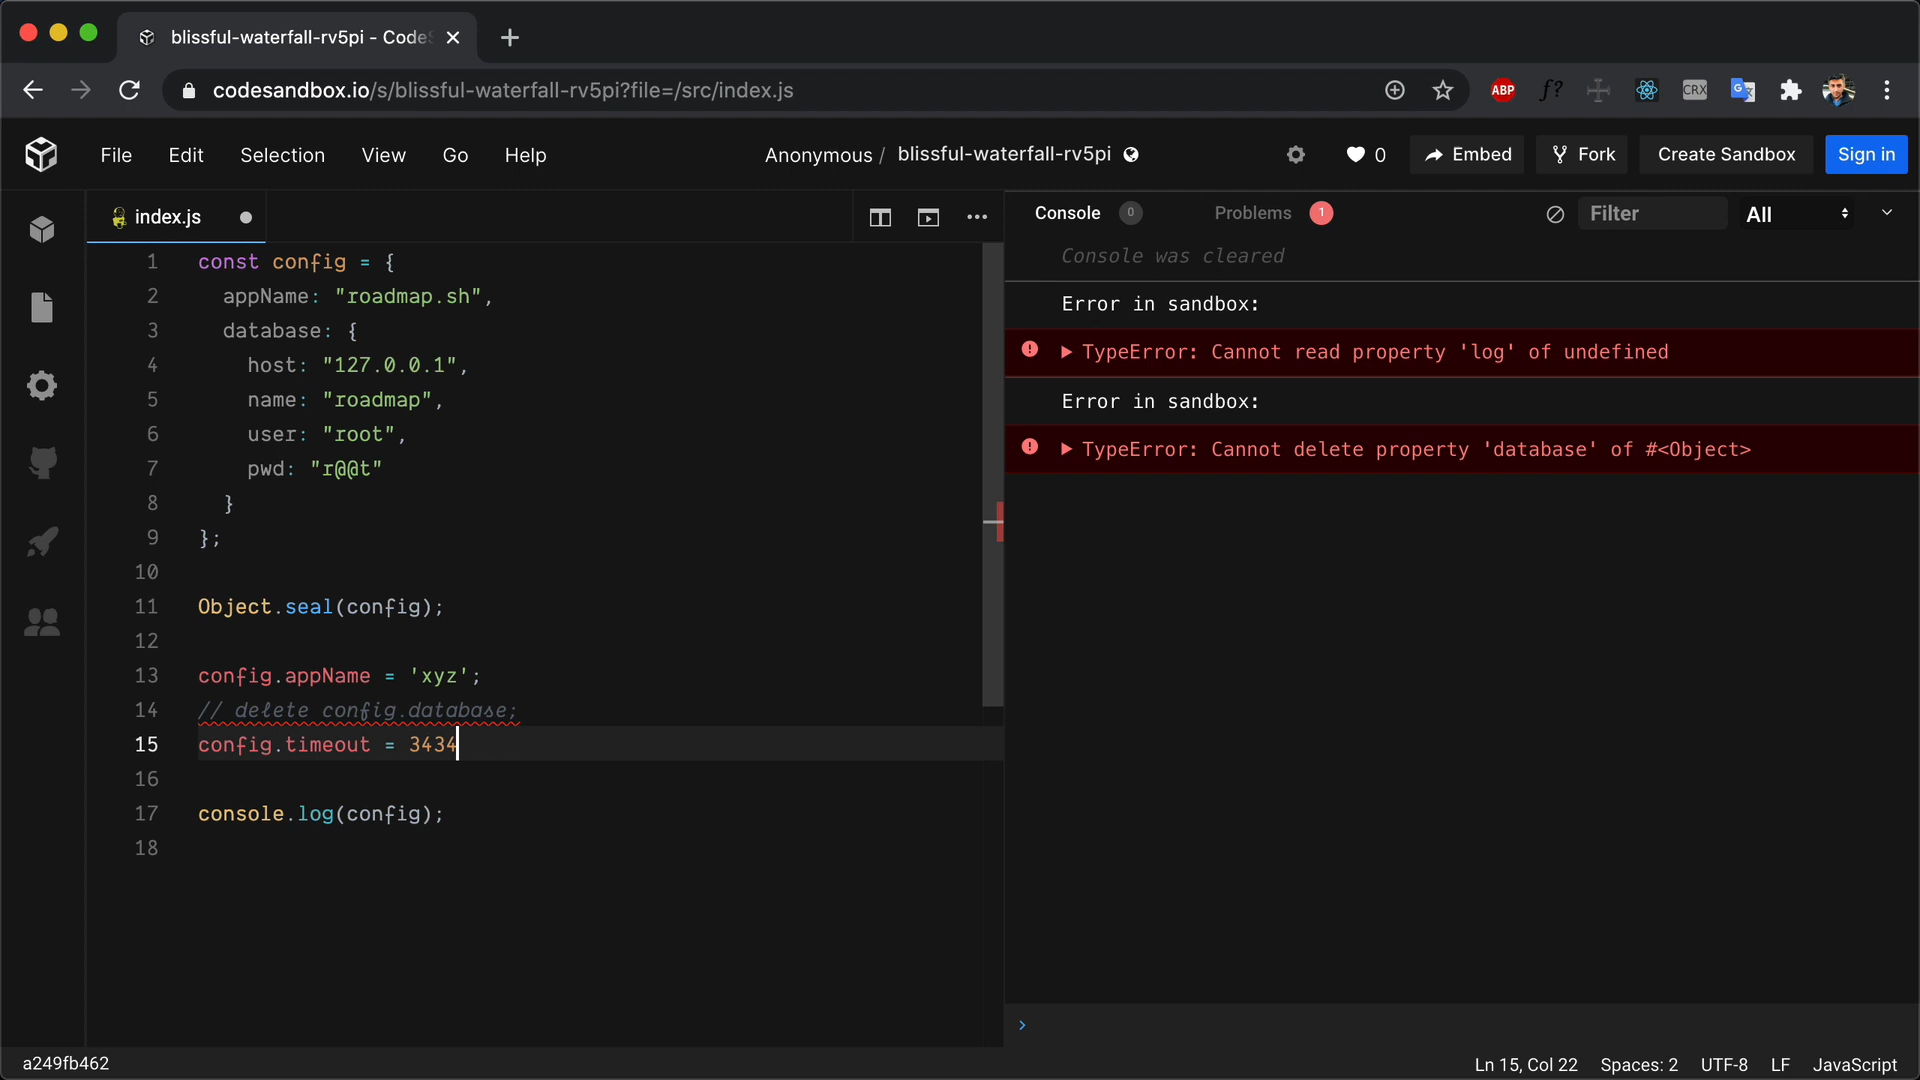 blissful-waterfall-rv5pi - Code
codesandbox.io/s/blissful-waterfall-rv5pi?file=/src/index.js
ABP
f?
CRX
File Edit Selection View Go Help
Anonymous / blissful-waterfall-rv5pi
0
Embed
Fork
Create Sandbox
Sign in
index.js
1 const config = {
2 appName: "roadmap.sh",
3 database: {
4 host: "127.0.0.1",
5 name: "roadmap",
6 user: "root",
7 pwd: "r@@t"
8 }
9 };
10
11 Object.seal(config);
12
13 config.appName = 'xyz';
14 // delete config.database;
15 config.timeout = 3434
16
17 console.log(config);
18
Console 0 Problems 1 Filter All
Console was cleared
Error in sandbox:
TypeError: Cannot read property 'log' of undefined
Error in sandbox:
TypeError: Cannot delete property 'database' of #<Object>
a249fb462
Ln 15, Col 22 Spaces: 2 UTF-8 LF JavaScript